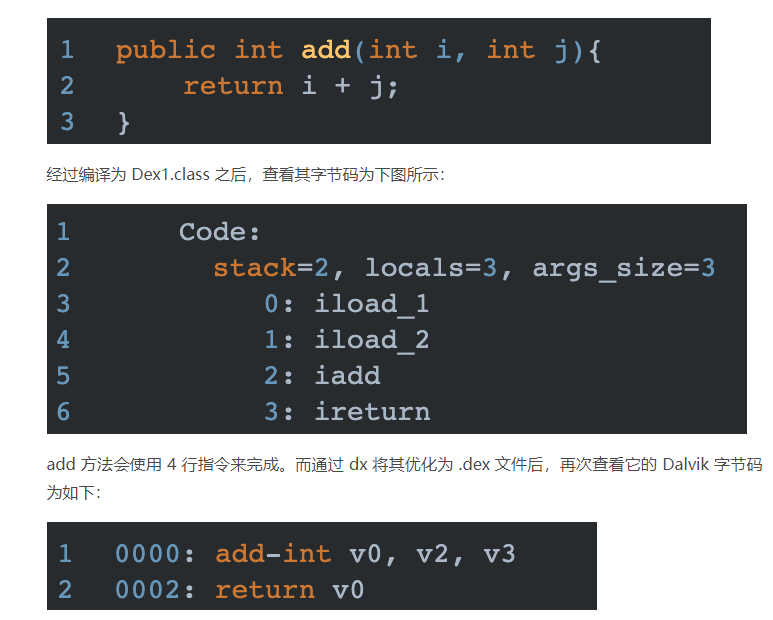 1 public int add(int i, int j){
2 return i + j;
3 }
经过编译为 Dex1.class 之后，查看其字节码为下图所示：
1 Code:
2 stack=2, locals=3, args_size=3
3 0: iload_1
4 1: iload_2
5 2: iadd
6 3: ireturn
add 方法会使用 4 行指令来完成。而通过 dx 将其优化为 .dex 文件后，再次查看它的 Dalvik 字节码
为如下：
1 0000: add-int v0, v2, v3
2 0002: return v0